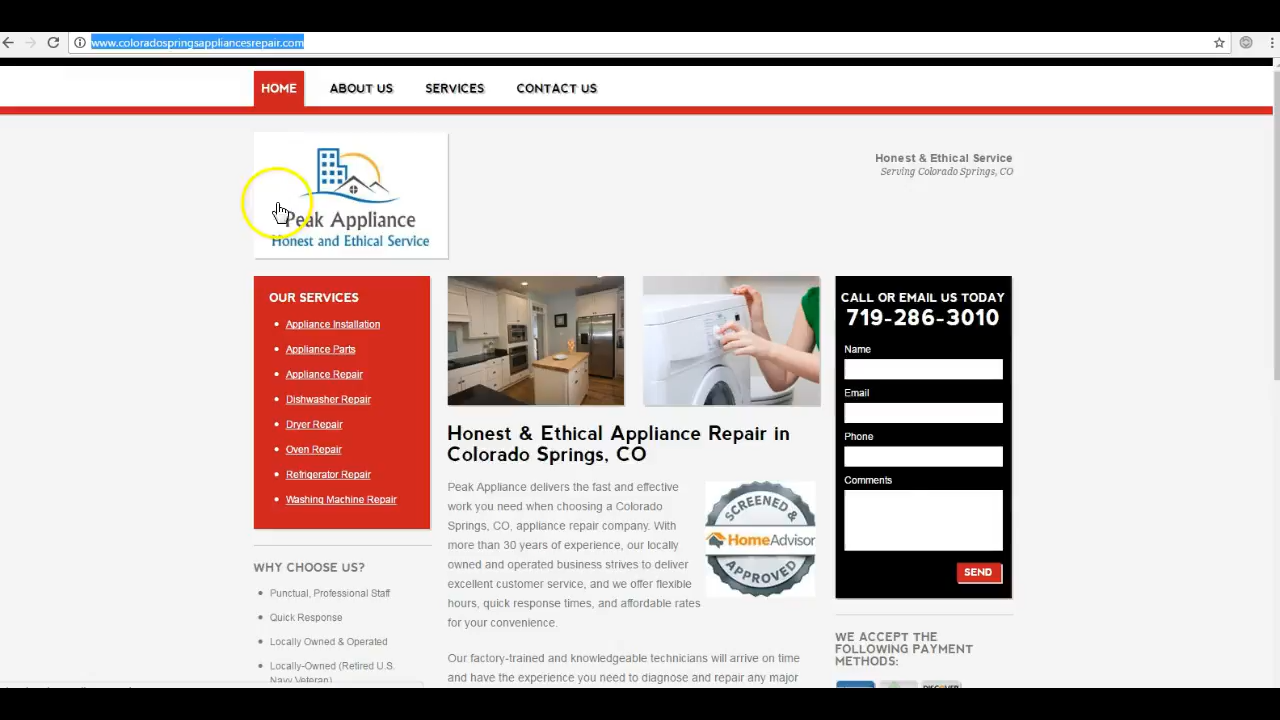 www.coloradospringsappliancesrepair.com
HOME
ABOUT US
SERVICES
CONTACT US
Peak Appliance
Honest and Ethical Service
Honest & Ethical Service
Serving Colorado Springs, CO
OUR SERVICES
Appliance Installation
Appliance Parts
Appliance Repair
Dishwasher Repair
Dryer Repair
Oven Repair
Refrigerator Repair
Washing Machine Repair
WHY CHOOSE US?
Punctual, Professional Staff
Quick Response
Locally Owned & Operated
Locally-Owned (Retired U.S.
Navy Veteran)
Honest & Ethical Appliance Repair in
Colorado Springs, CO
Peak Appliance delivers the fast and effective
work you need when choosing a Colorado
Springs, CO, appliance repair company. With
more than 30 years of experience, our locally
owned and operated business strives to deliver
excellent customer service, and we offer flexible
hours, quick response times, and affordable rates
for your convenience.
SCREENED &
HomeAdvisor
APPROVED
Our factory-trained and knowledgeable technicians will arrive on time
and have the experience you need to diagnose and repair any major
CALL OR EMAIL US TODAY
719-286-3010
Name
Email
Phone
Comments
SEND
WE ACCEPT THE
FOLLOWING PAYMENT
METHODS:
DISCOVER